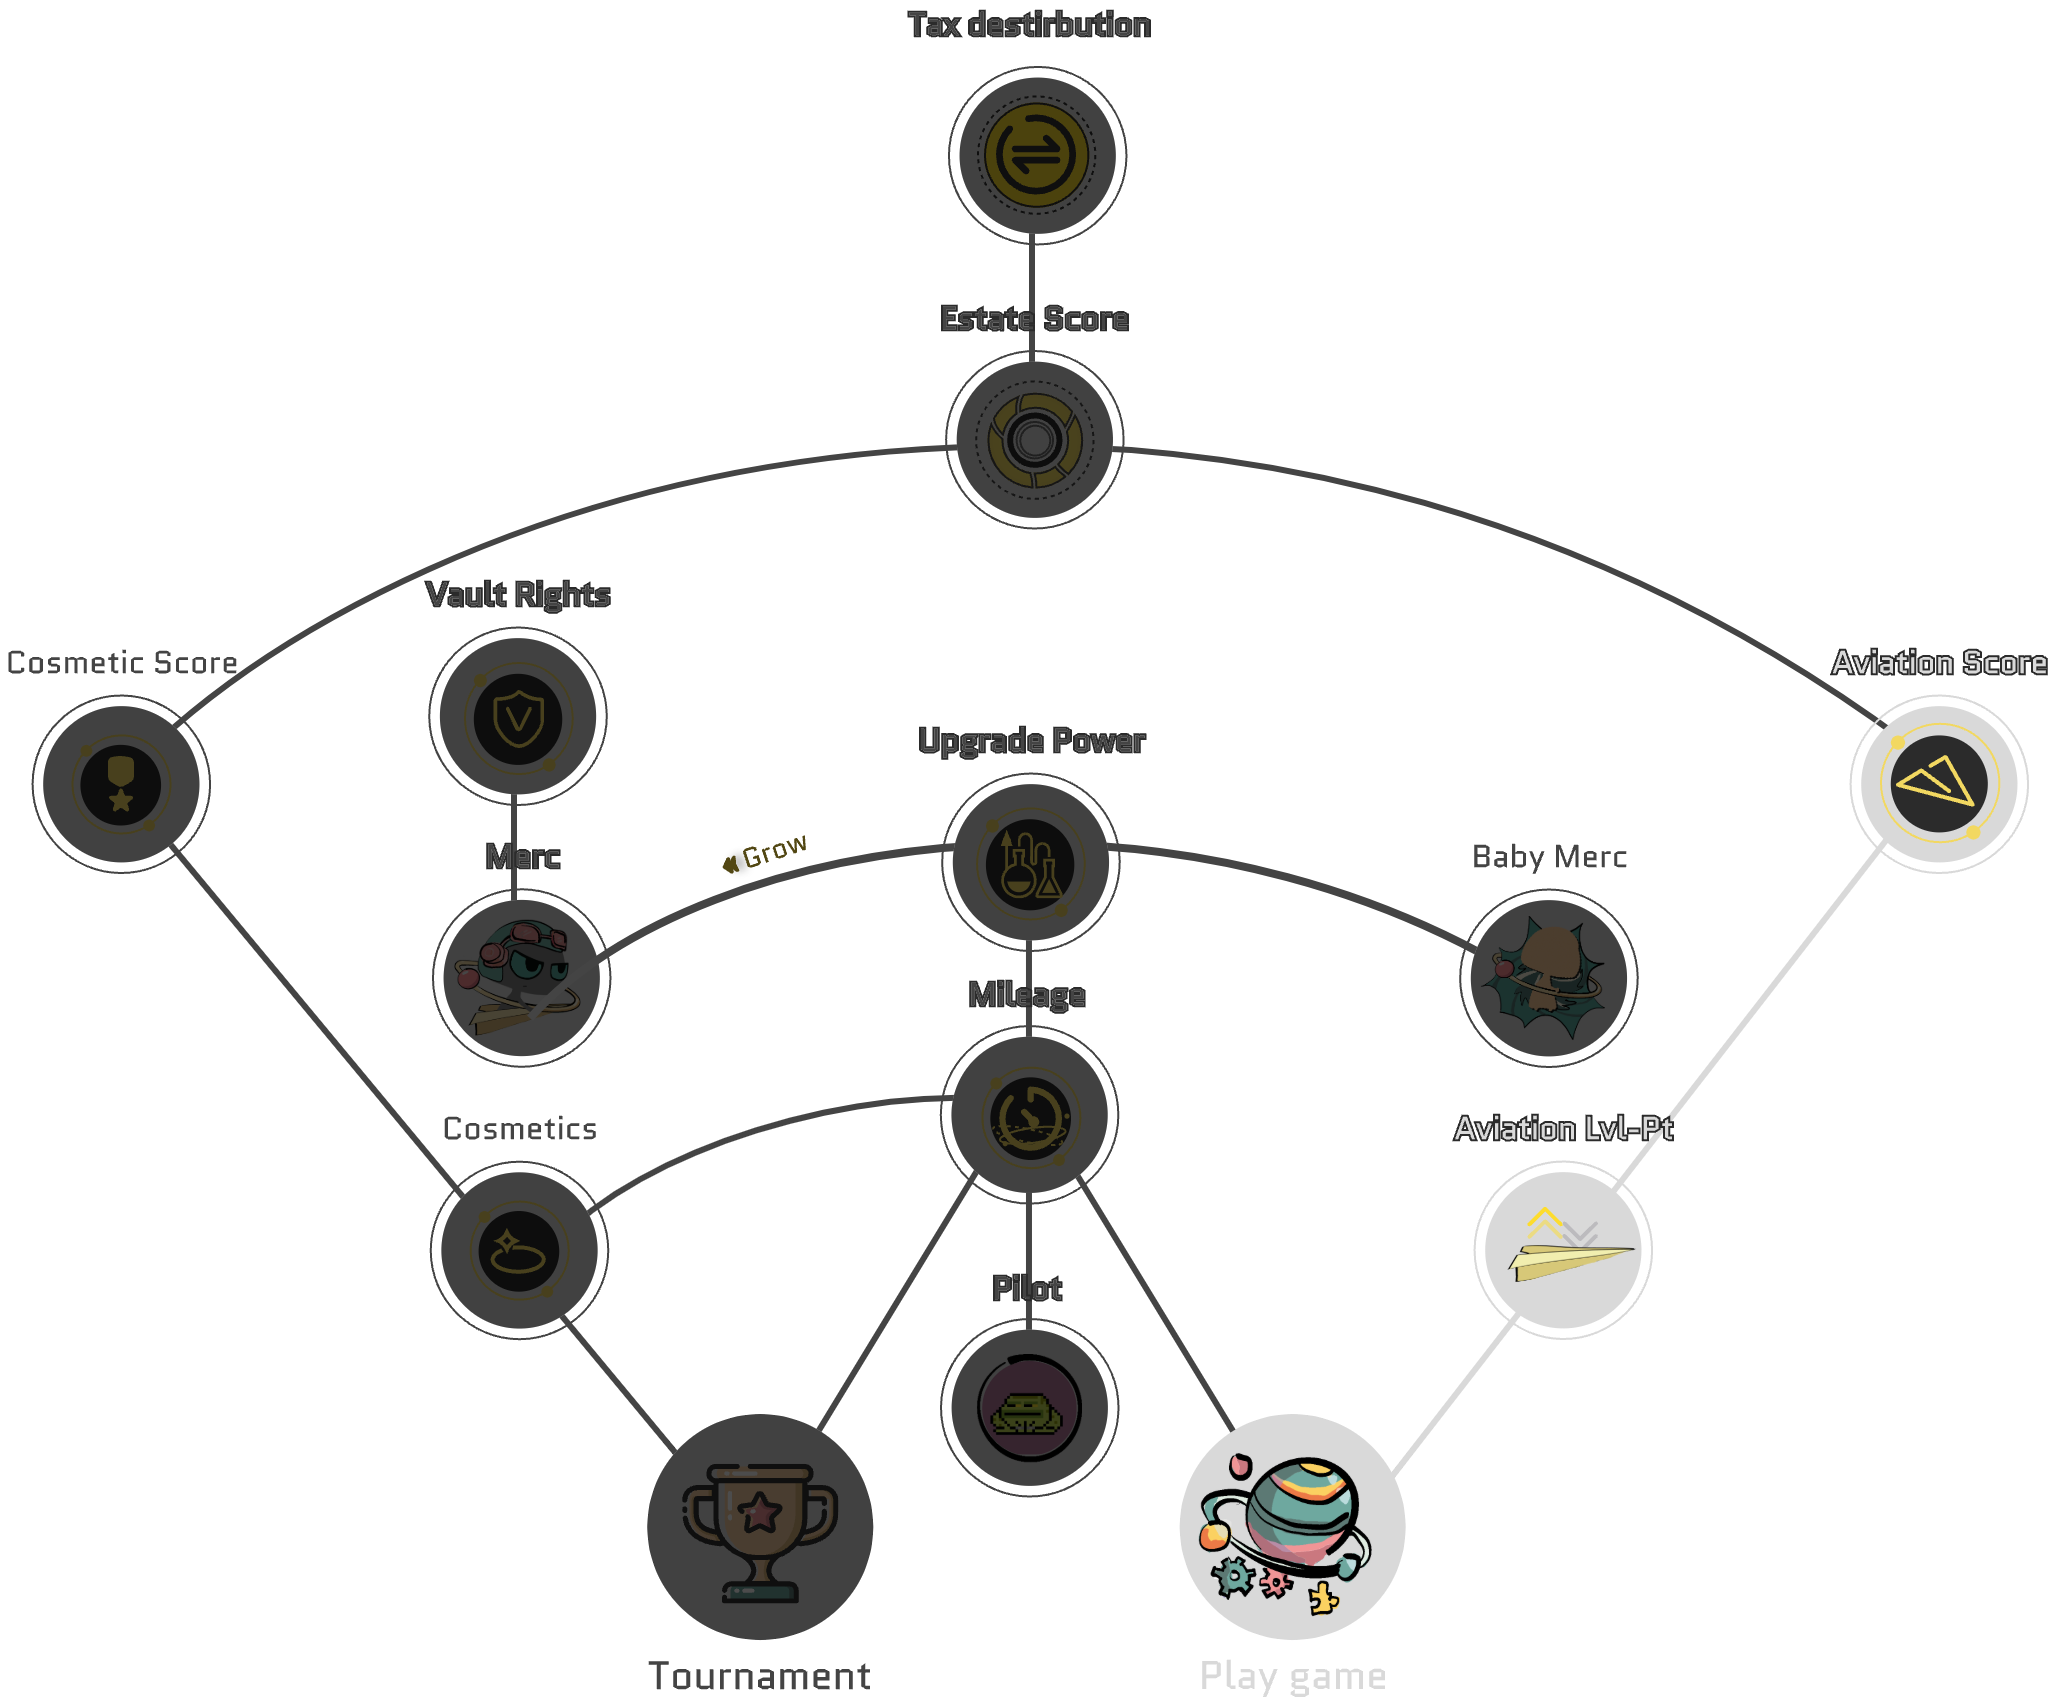 Tax destirbution
Estate Score
Vault Rights
Cosmetic Score
Aviation Score
Upgrade Power
Grow
Merc
Baby Merc
Mileage
Cosmetics
Aviation Lvl-Pt
Pilot
Tournament
Play game